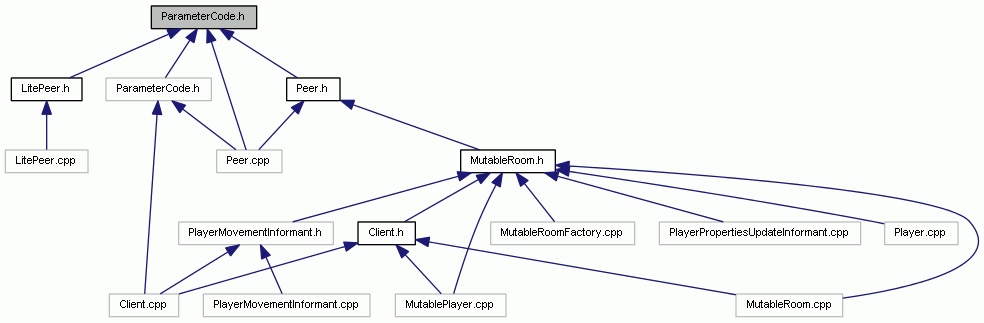 ParameterCode.h
LitePeer.h
ParameterCode.h
Peer.h
LitePeer.cpp
Peer.cpp
MutableRoom.h
PlayerMovementInformant.h
Client.h
MutableRoomFactory.cpp
PlayerPropertiesUpdateInformant.cpp
Player.cpp
Client.cpp
PlayerMovementInformant.cpp
MutablePlayer.cpp
MutableRoom.cpp